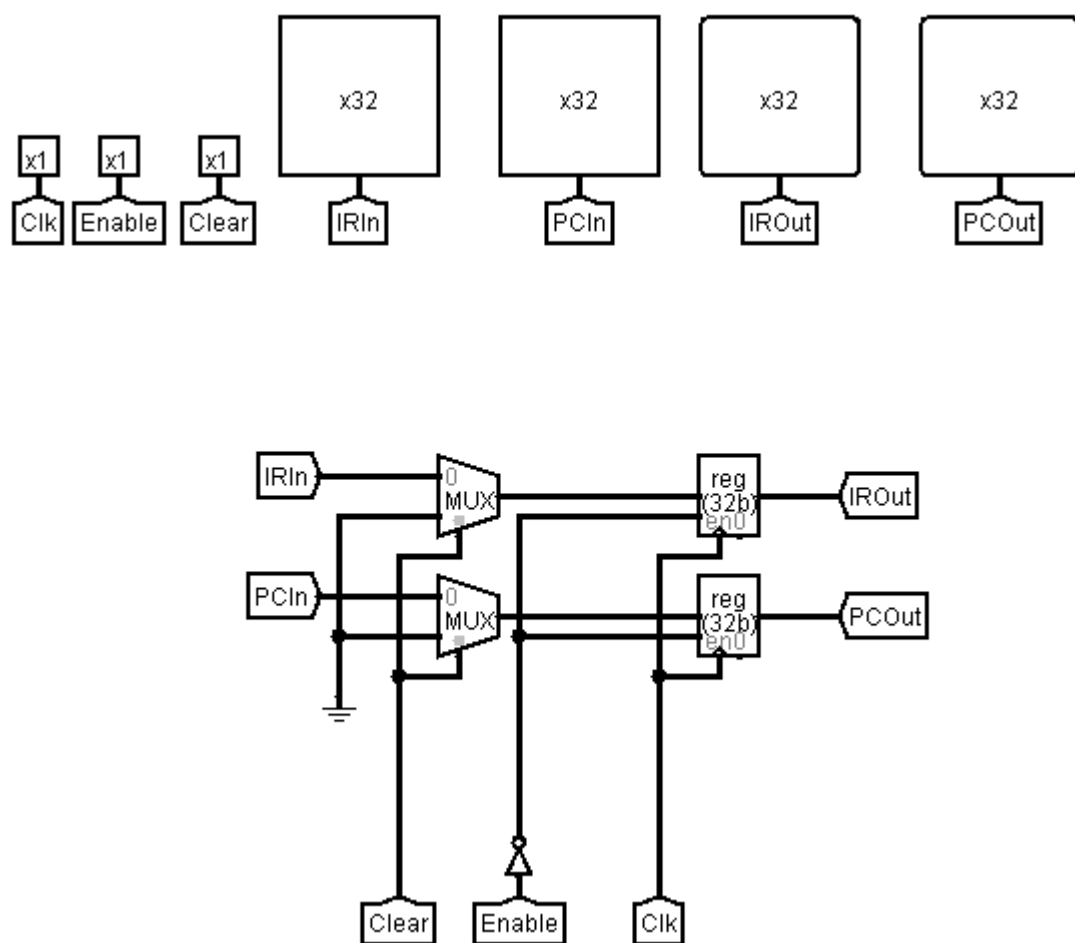 x32 x32 x32 x32
x1 x1 x1
Clk Enable Clear IRIn PCIn IROut PCOut
IRIn 0 MUX reg (32b) en0 IROut
PCIn 0 MUX reg (32b) en0 PCOut
Clear Enable Clk